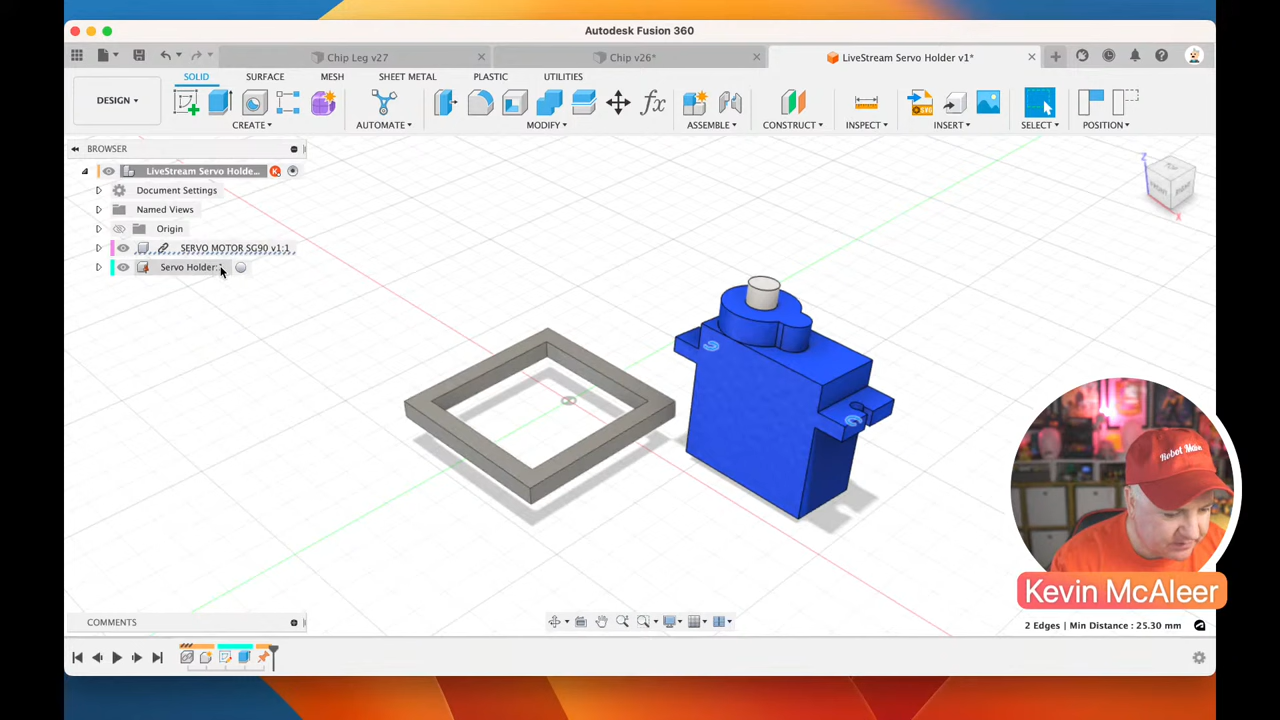 Autodesk Fusion 360
Chip Leg v27
Chip v26*
LiveStream Servo Holder v1*
DESIGN
SOLID
SURFACE
MESH
SHEET METAL
PLASTIC
UTILITIES
CREATE
AUTOMATE
MODIFY
ASSEMBLE
CONSTRUCT
INSPECT
INSERT
SELECT
POSITION
fx
SVG
BROWSER
LiveStream Servo Holde...
K
Document Settings
Named Views
Origin
SERVO MOTOR SG90 v1:1
Servo Holder:
Z
X
Kevin McAleer
COMMENTS
2 Edges | Min Distance : 25.30 mm